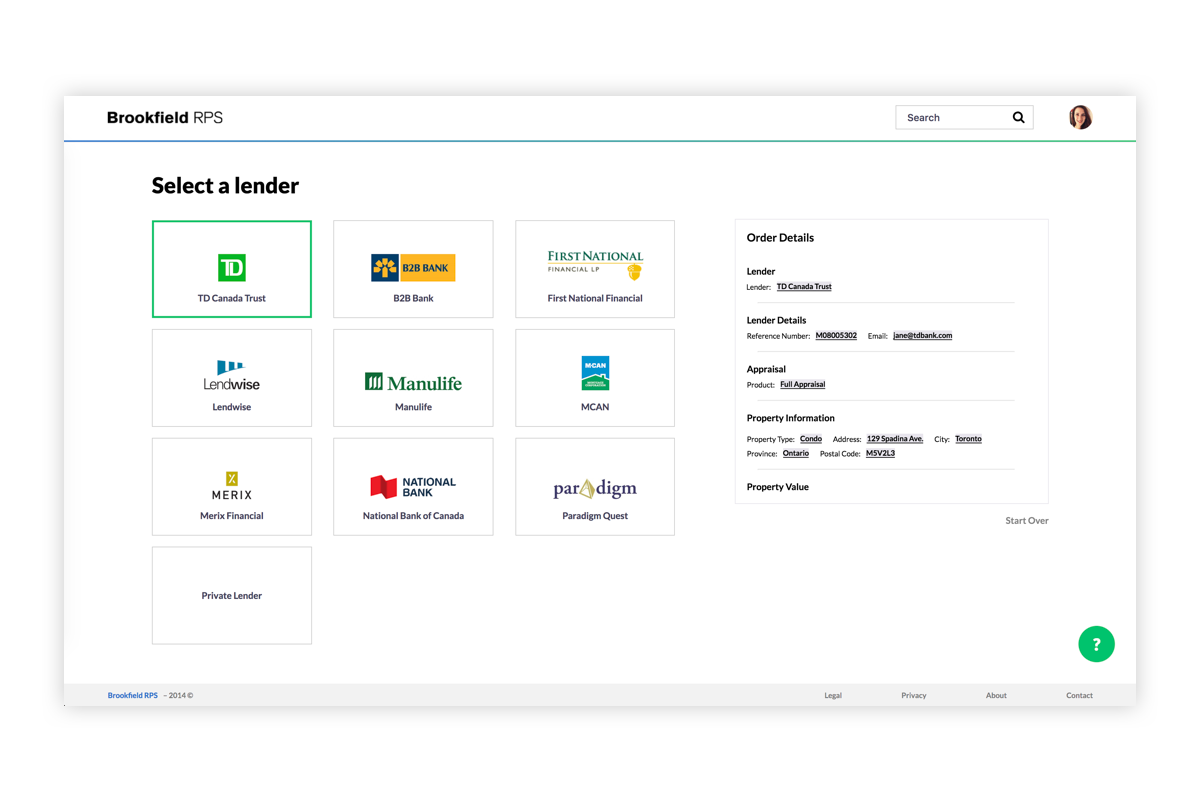 Brookfield RPS
Search
Select a lender
TD
TD Canada Trust
B2B BANK
B2B Bank
FIRST NATIONAL
FINANCIAL LP
First National Financial
Lendwise
Lendwise
Manulife
Manulife
MCAN
MCAN
MERIX
Merix Financial
NATIONAL
BANK
National Bank of Canada
paradigm
Paradigm Quest
Private Lender
Order Details
Lender
Lender: TD Canada Trust
Lender Details
Reference Number: M08005302 Email: jane@tdbank.com
Appraisal
Product: Full Appraisal
Property Information
Property Type: Condo Address: 129 Spadina Ave. City: Toronto
Province: Ontario Postal Code: M5V2L3
Property Value
Start Over
?
Brookfield RPS – 2014 ©
Legal Privacy About Contact